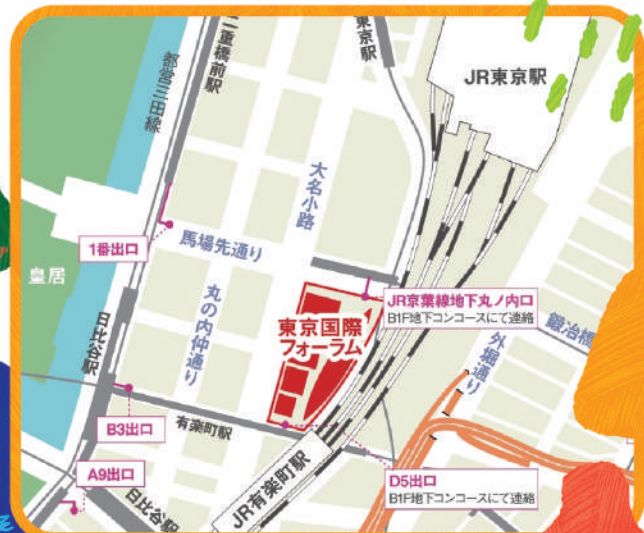 二重橋前駅
東京駅
JR東京駅
都営三田線
大名小路
1番出口
馬場先通り
皇居
丸の内仲通り
東京国際
フォーラム
JR京葉線地下丸ノ内口
B1F地下コンコースにて連絡
鍛冶橋
外堀通り
日比谷駅
B3出口
有楽町駅
A9出口
日比谷駅
JR有楽町駅
D5出口
B1F地下コンコースにて連絡